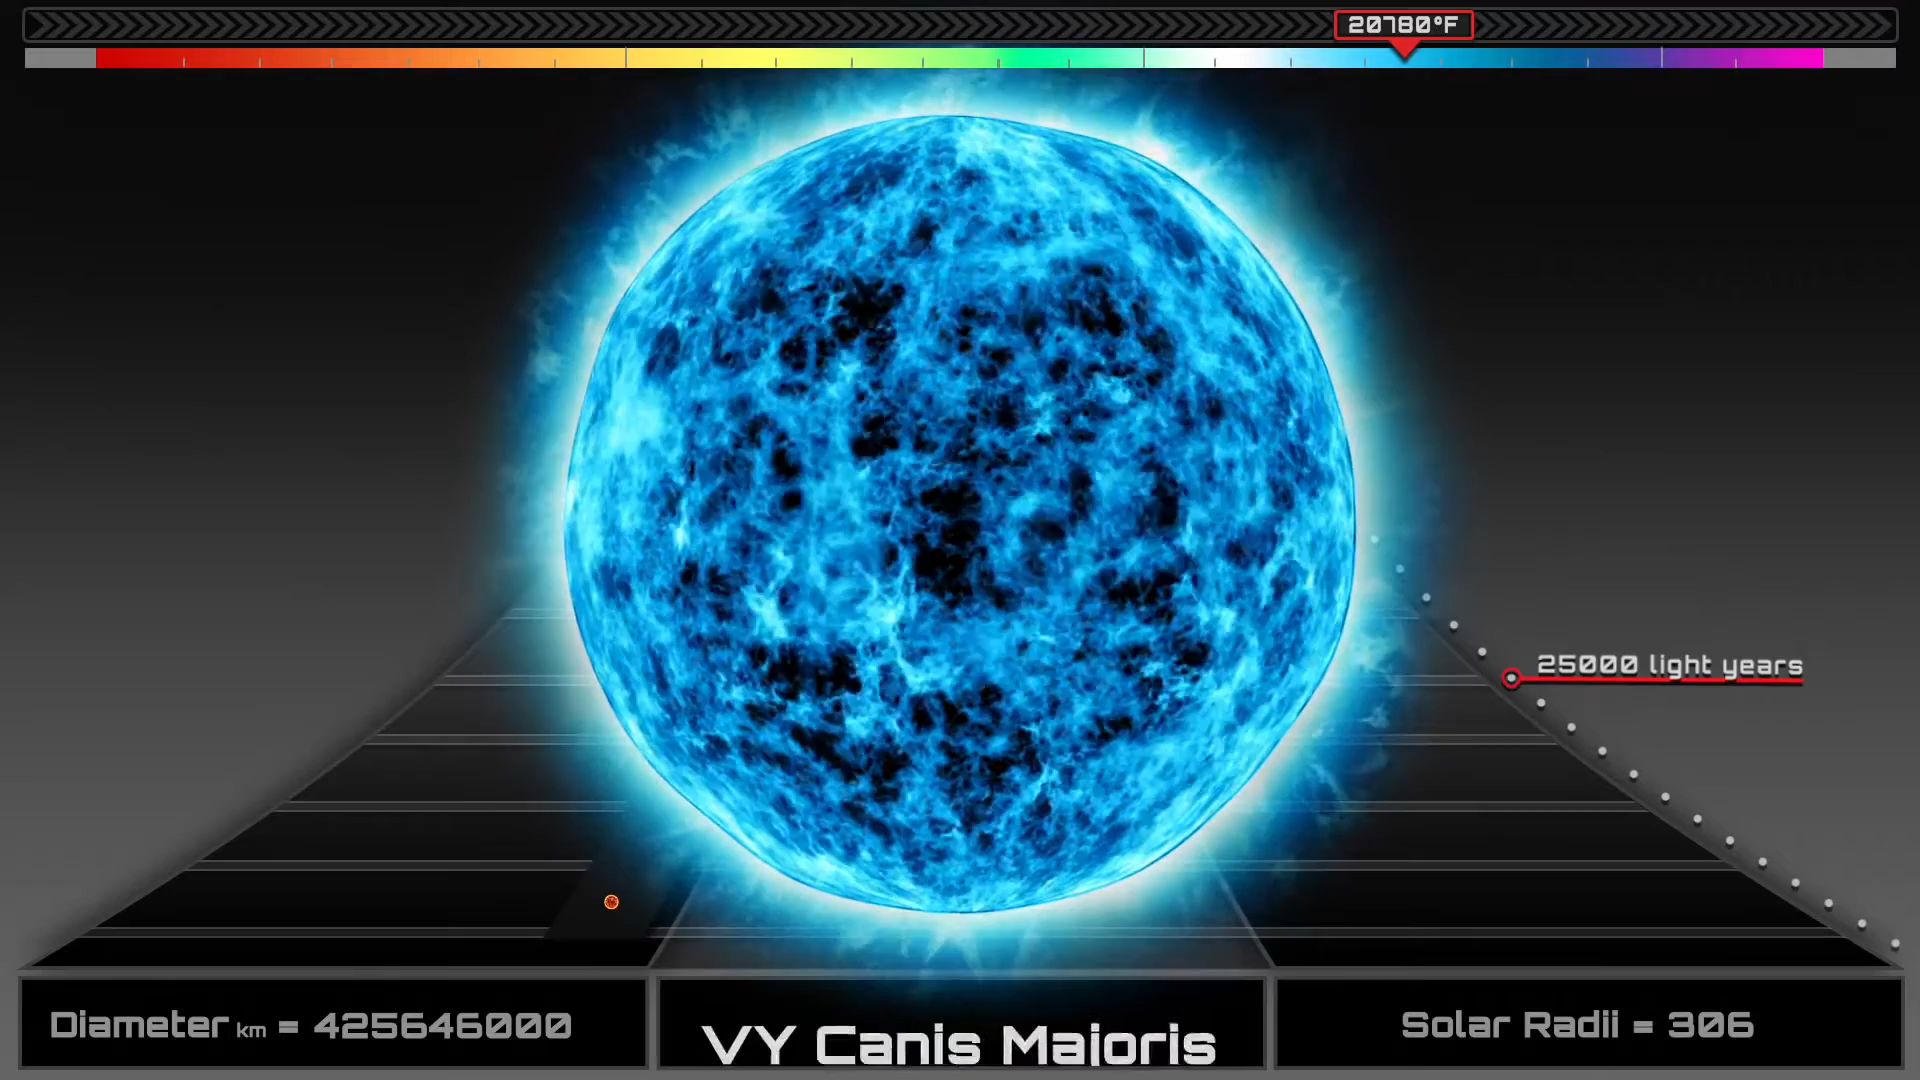 20780°F
25000 light years
Diameter km = 425646000
VY Canis Majoris
Solar Radii = 306